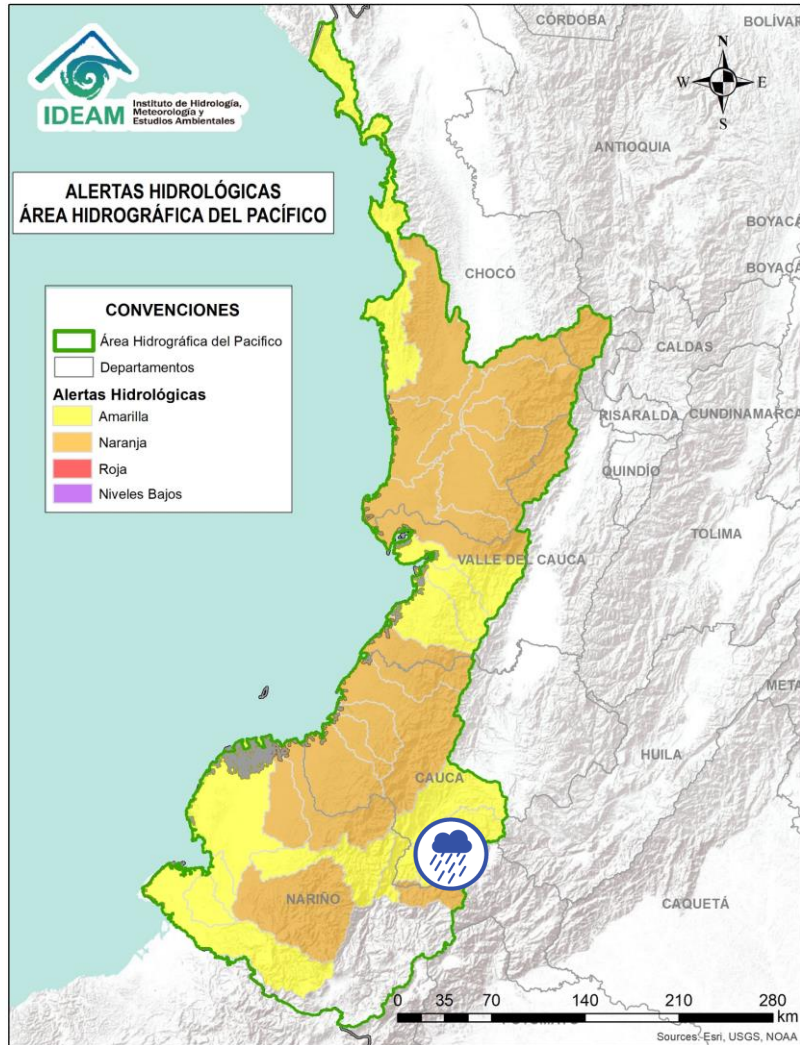 IDEAM
Instituto de Hidrología,
Meteorología y
Estudios Ambientales
ALERTAS HIDROLÓGICAS
ÁREA HIDROGRÁFICA DEL PACÍFICO
CONVENCIONES
Área Hidrográfica del Pacifico
Departamentos
Alertas Hidrológicas
Amarilla
Naranja
Roja
Niveles Bajos
N
W E
S
CÓRDOBA
BOLÍVAR
ANTIOQUIA
BOYACÁ
BOYACÁ
CHOCÓ
CALDAS
RISARALDA
CUNDINAMARCA
QUINDÍO
TOLIMA
VALLE DEL CAUCA
META
HUILA
CAUCA
NARIÑO
CAQUETÁ
0 35 70 140 210 280
km
Sources: Esri, USGS, NOAA